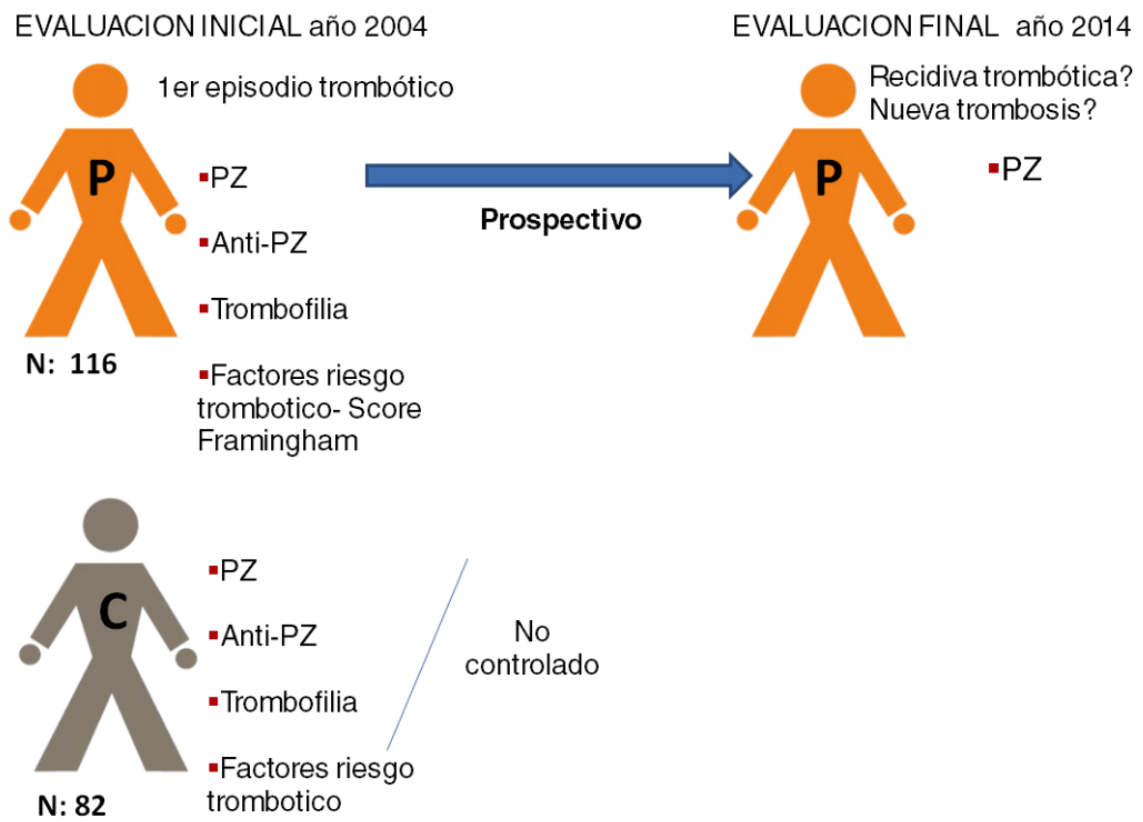 EVALUACION INICIAL año 2004
1er episodio trombótico
P
▪PZ
▪Anti-PZ
▪Trombofilia
▪Factores riesgo
trombotico- Score
Framingham
N: 116
Prospectivo
EVALUACION FINAL año 2014
Recidiva trombótica?
Nueva trombosis?
P
▪PZ
C
▪PZ
▪Anti-PZ
▪Trombofilia
▪Factores riesgo
trombotico
N: 82
No
controlado